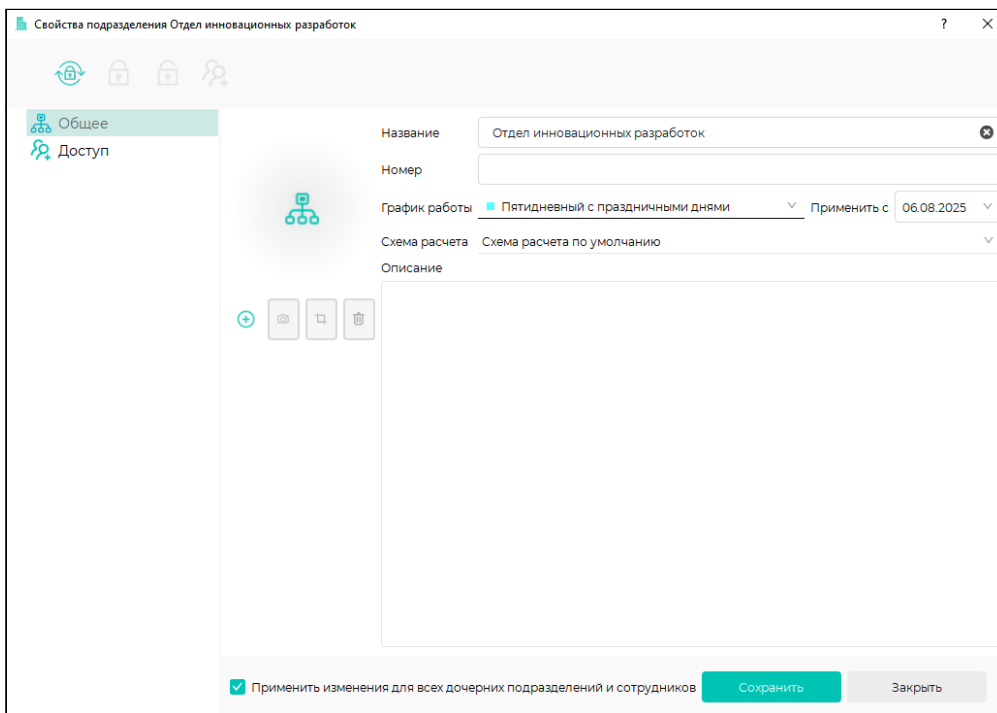 Свойства подразделения Отдел инновационных разработок
?
Общее
Доступ
Название Отдел инновационных разработок
Номер
График работы Пятидневный с праздничными днями Применить с 06.08.2025
Схема расчета Схема расчета по умолчанию
Описание
Применить изменения для всех дочерних подразделений и сотрудников Сохранить Закрыть